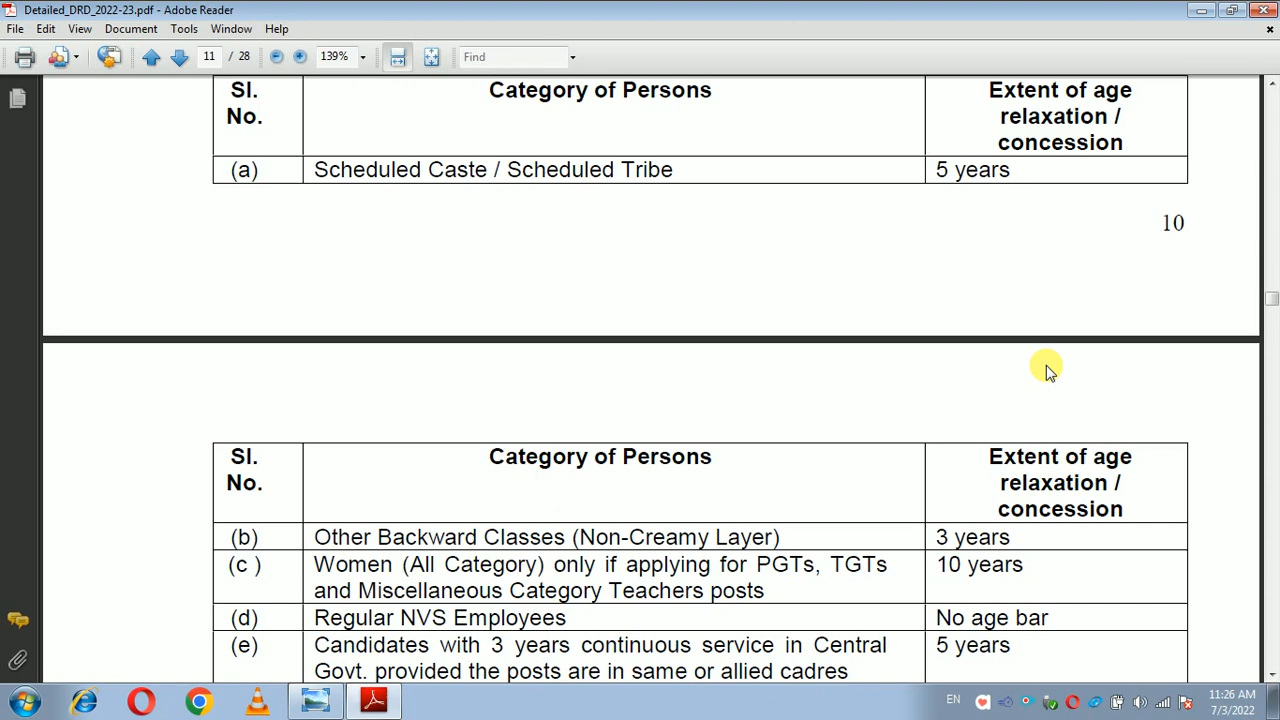 Detailed_DRD_2022-23.pdf - Adobe Reader
File Edit View Document Tools Window Help
11 / 28 139% Find
Sl. No. Category of Persons Extent of age relaxation / concession
(a) Scheduled Caste / Scheduled Tribe 5 years
10
Sl. No. Category of Persons Extent of age relaxation / concession
(b) Other Backward Classes (Non-Creamy Layer) 3 years
(c ) Women (All Category) only if applying for PGTs, TGTs 10 years
and Miscellaneous Category Teachers posts
(d) Regular NVS Employees No age bar
(e) Candidates with 3 years continuous service in Central 5 years
Govt. provided the posts are in same or allied cadres
EN 11:26 AM
7/3/2022